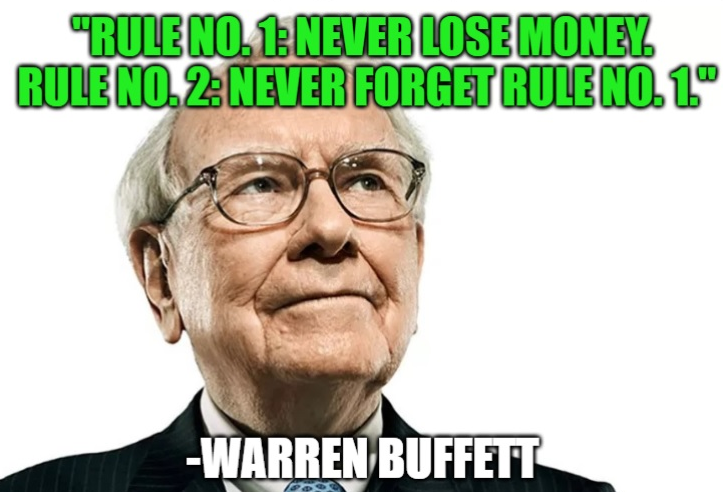 "RULE NO. 1: NEVER LOSE MONEY.
RULE NO. 2: NEVER FORGET RULE NO. 1."
-WARREN BUFFETT